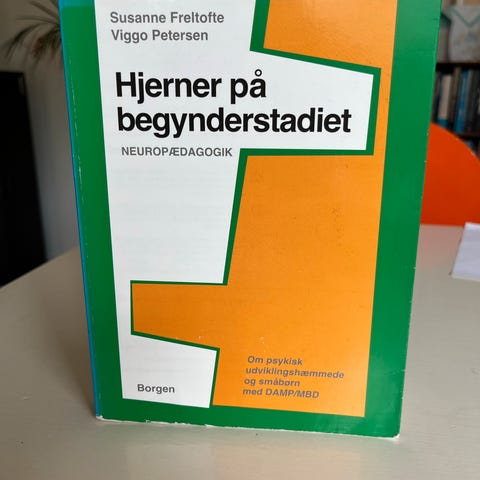 Susanne Freltofte
Viggo Petersen
Hjerner på
begynderstadiet
NEUROPÆDAGOGIK
Om psykisk
udviklingshæmmede
og småbørn
med DAMP/MBD
Borgen